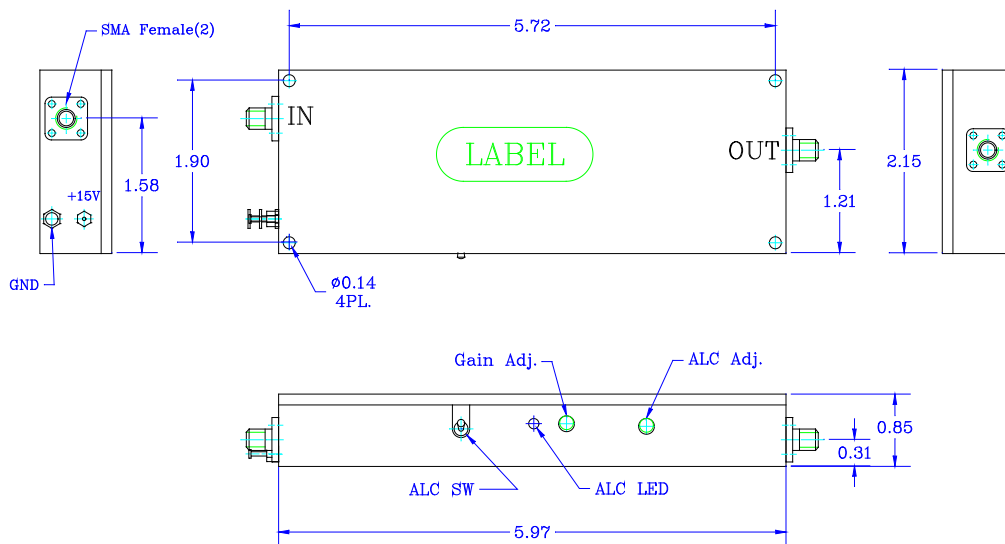 SMA Female(2)
5.72
IN
LABEL
OUT
1.90
1.58
2.15
1.21
+15V
GND
ø0.14
4PL.
Gain Adj.
ALC Adj.
0.85
0.31
ALC SW
ALC LED
5.97